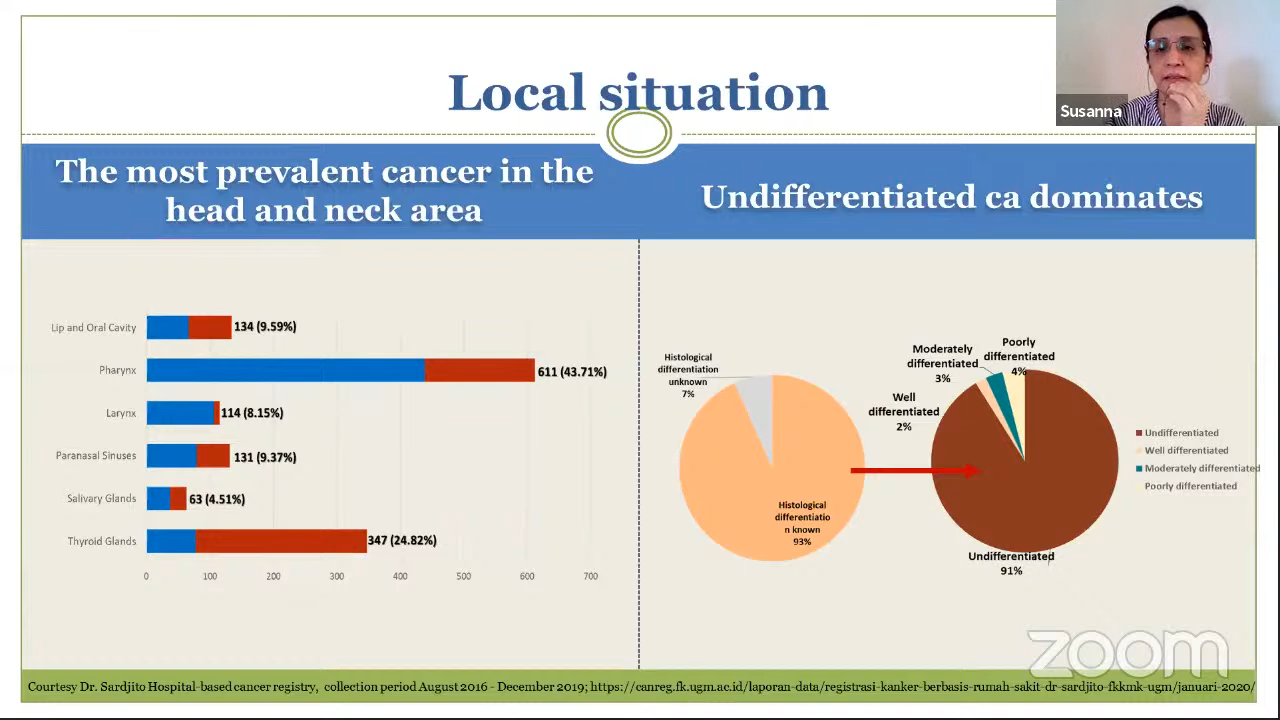 Local situation
Susanna
The most prevalent cancer in the
head and neck area
Undifferentiated ca dominates
Lip and Oral Cavity
134 (9.59%)
Pharynx
611 (43.71%)
Larynx
114 (8.15%)
Paranasal Sinuses
131 (9.37%)
Salivary Glands
63 (4.51%)
Thyroid Glands
347 (24.82%)
0 100 200 300 400 500 600 700
Histological
differentiation
unknown
7%
Histological
differentiatio
n known
93%
Well
differentiated
2%
Moderately
differentiated
3%
Poorly
differentiated
4%
Undifferentiated
91%
Undifferentiated
Well differentiated
Moderately differentiated
Poorly differentiated
zoom
Courtesy Dr. Sardjito Hospital-based cancer registry, collection period August 2016 - December 2019; https://canreg.fk.ugm.ac.id/laporan-data/registrasi-kanker-berbasis-rumah-sakit-dr-sardjito-fkkmk-ugm/januari-2020/